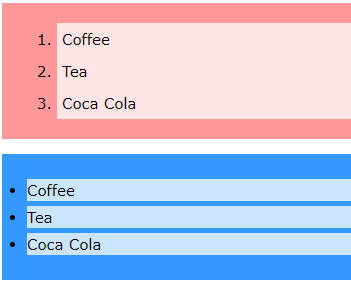 1. Coffee
2. Tea
3. Coca Cola
• Coffee
• Tea
• Coca Cola